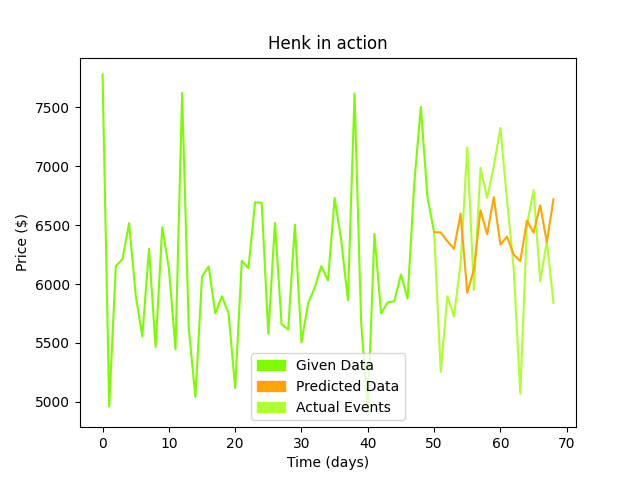 Henk in action
Price ($)
7500
7000
6500
6000
5500
5000
Given Data
Predicted Data
Actual Events
0 10 20 30 40 50 60 70
Time (days)